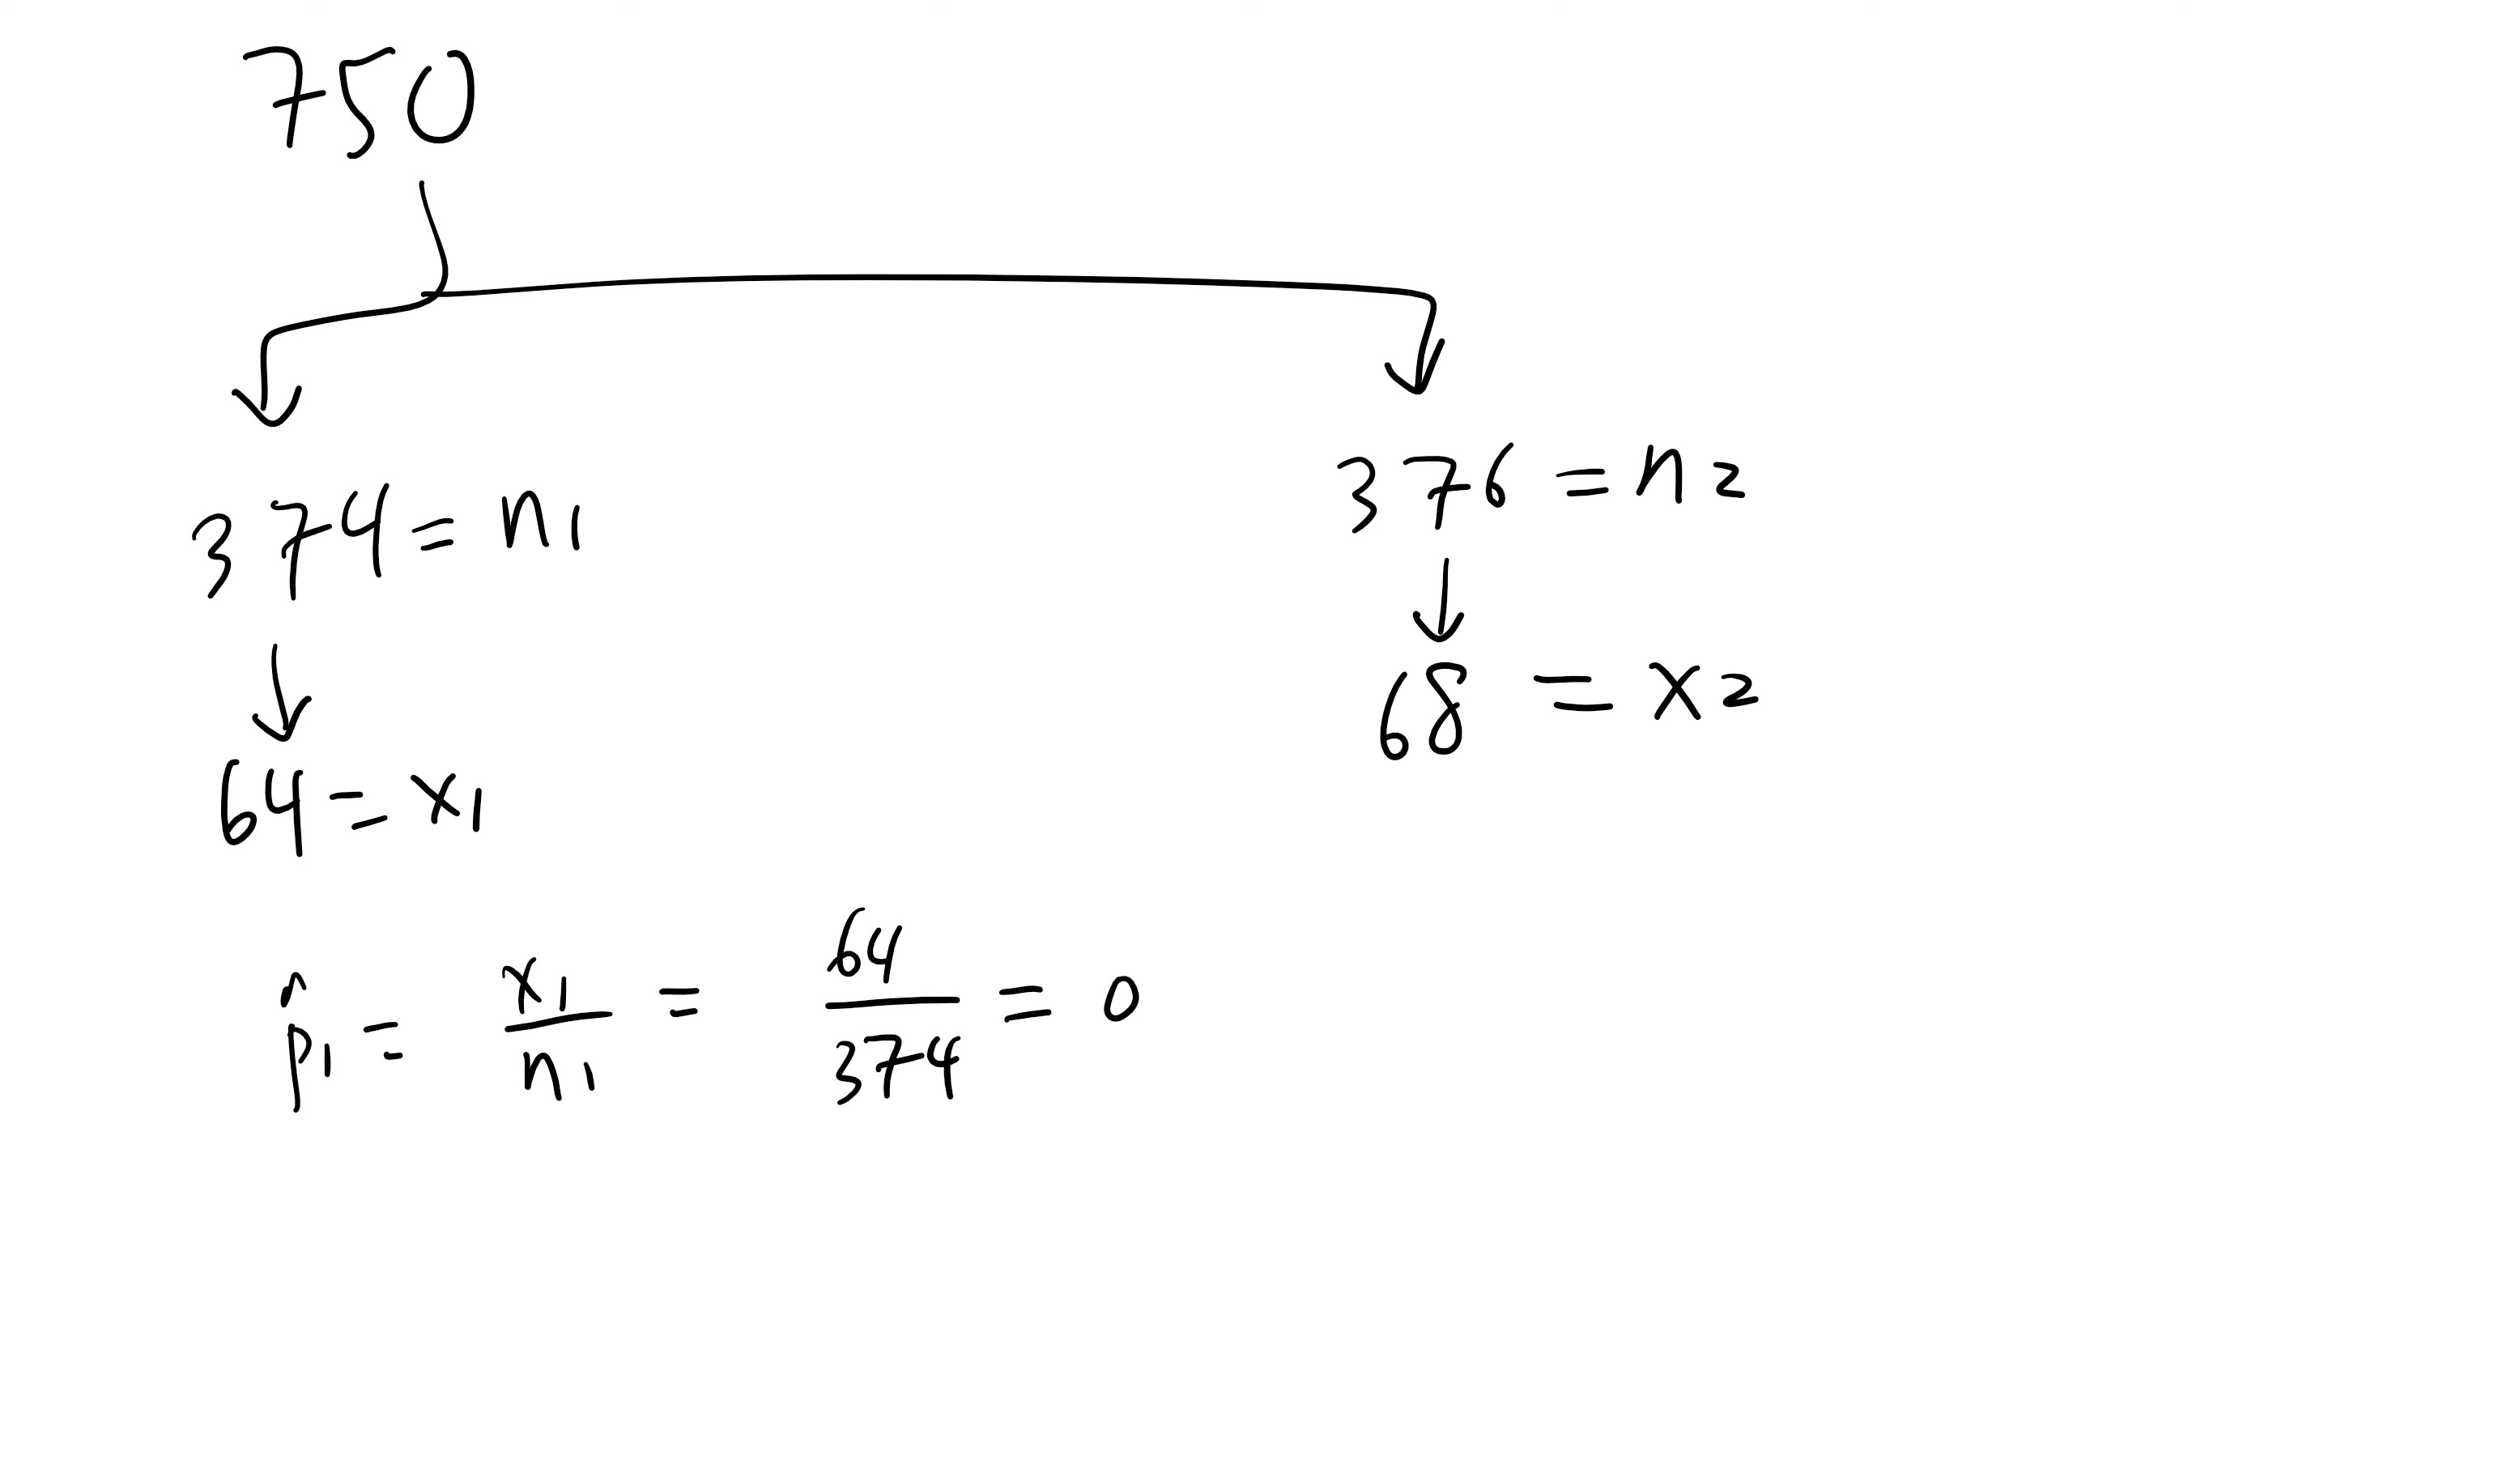 750
374 = n1
376 = n2
64 = x1
68 = x2
p̂1 = x1/n1 = 64/374 = 0